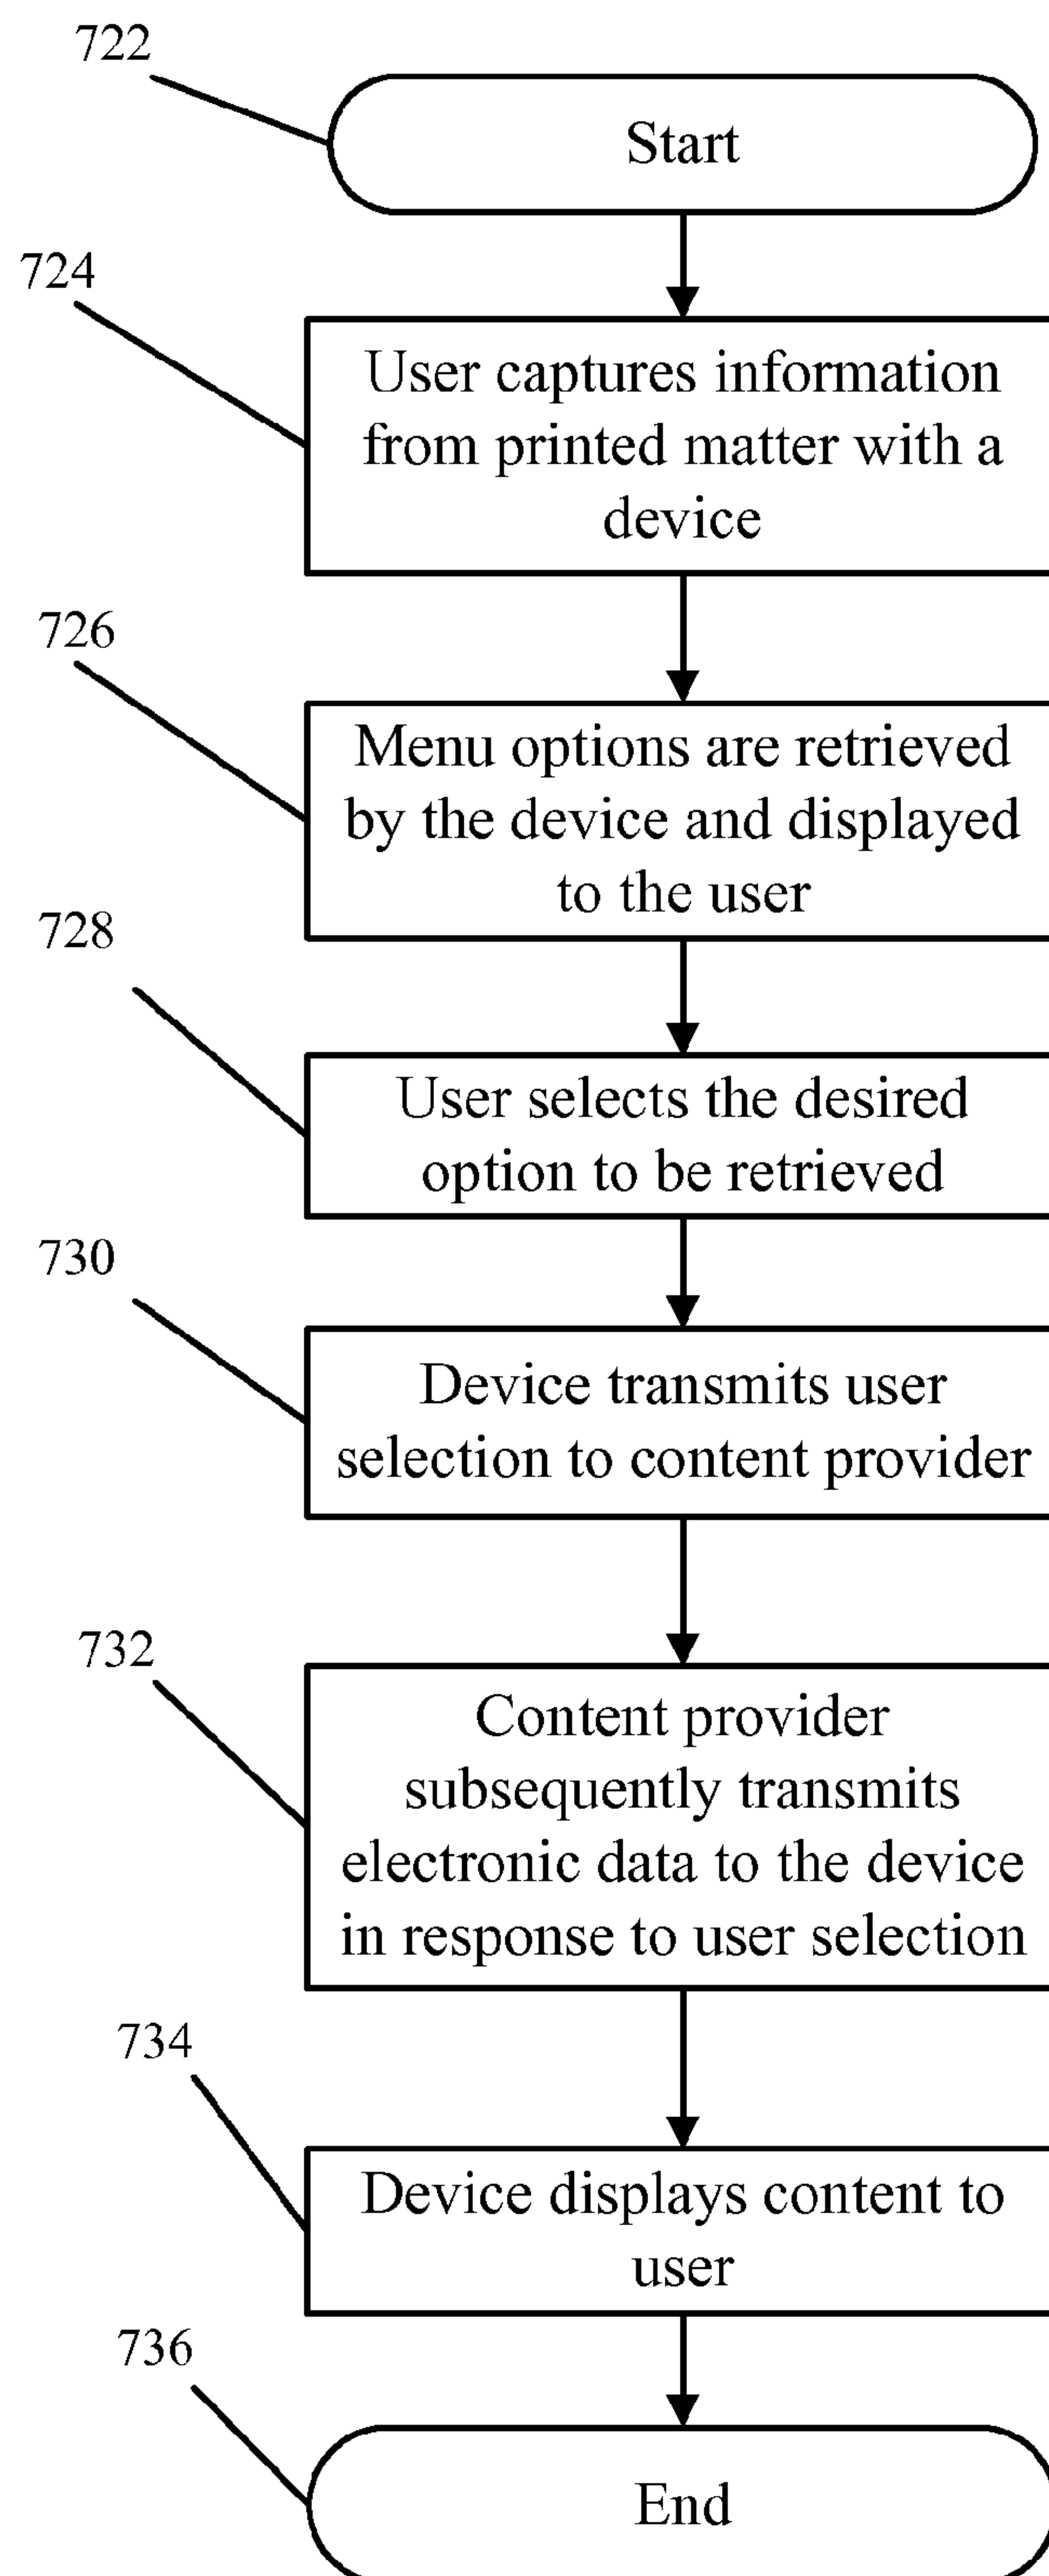 722
Start
724
User captures information
from printed matter with a
device
726
Menu options are retrieved
by the device and displayed
to the user
728
User selects the desired
option to be retrieved
730
Device transmits user
selection to content provider
732
Content provider
subsequently transmits
electronic data to the device
in response to user selection
734
Device displays content to
user
736
End